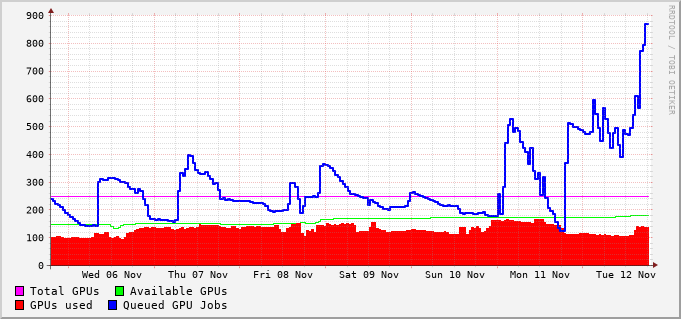 900
800
700
600
500
400
300
200
100
0
Wed 06 Nov Thu 07 Nov Fri 08 Nov Sat 09 Nov Sun 10 Nov Mon 11 Nov Tue 12 Nov
Total GPUs Available GPUs
GPUs used Queued GPU Jobs
RRDTOOL / TOBI OETIKER